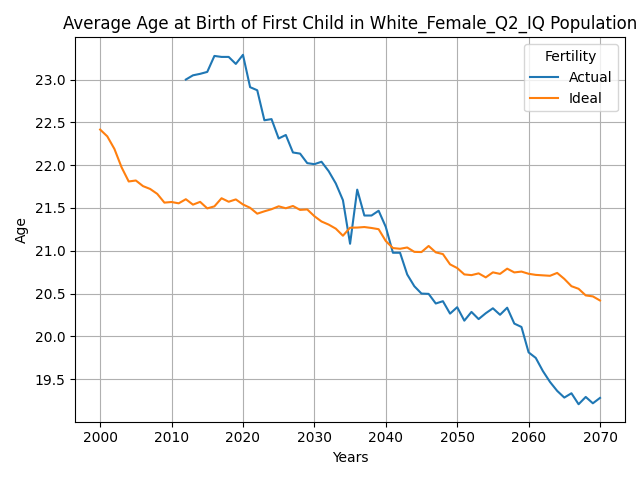 Average Age at Birth of First Child in White_Female_Q2_IQ Population
Fertility
Actual
Ideal
Age
23.0
22.5
22.0
21.5
21.0
20.5
20.0
19.5
2000 2010 2020 2030 2040 2050 2060 2070
Years